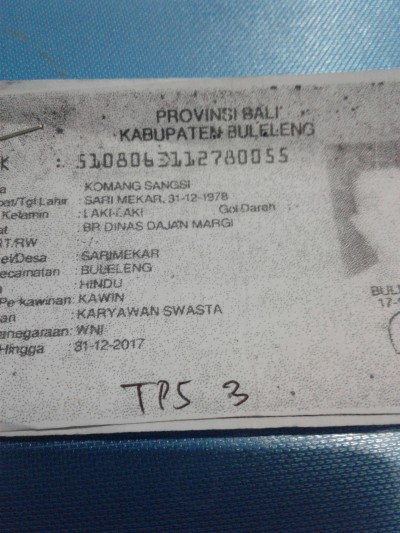 PROVINSI BALI
KABUPATEN BULELENG
K : 5108063112780055
a KOMANG SANGSI
pat/Tgl Lahir : SARI MEKAR, 31-12-1978
Kelamin : LAKI-LAKI Gol Darah
at : BR DINAS DAJAN MARGI
RT/RW : -/-
el/Desa : SARIMEKAR
ecamatan : BULELENG
: HINDU
Perkawinan: KAWIN
an : KARYAWAN SWASTA
anegaraan: WNI
Hingga 31-12-2017
BUL
17-
TPS 3